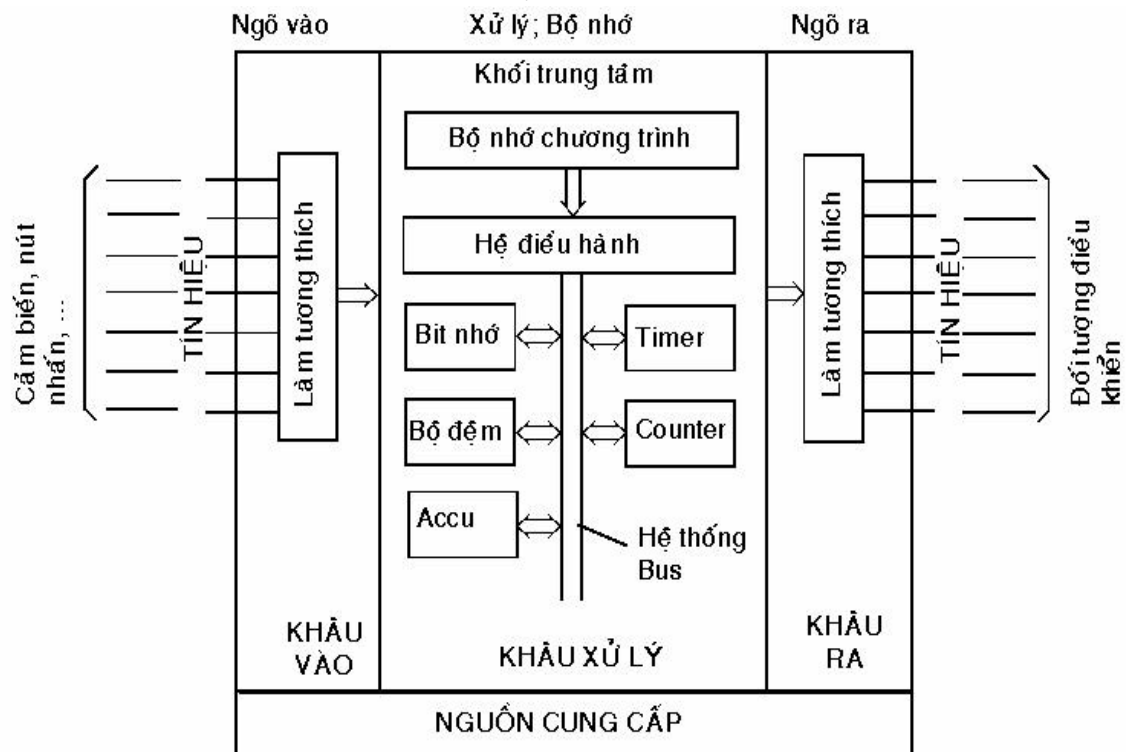 Ngõ vào
Xử lý; Bộ nhớ
Ngõ ra
Khối trung tâm
Bộ nhớ chương trình
Hệ điều hành
Cảm biến, nút
nhấn, ...
TÍN HIỆU
Làm tương thích
Bit nhớ
Timer
Bộ đệm
Counter
Accu
Hệ thống
Bus
Làm tương thích
TÍN HIỆU
Đối tượng điều
khiển
KHÂU
VÀO
KHÂU XỬ LÝ
KHÂU
RA
NGUỒN CUNG CẤP